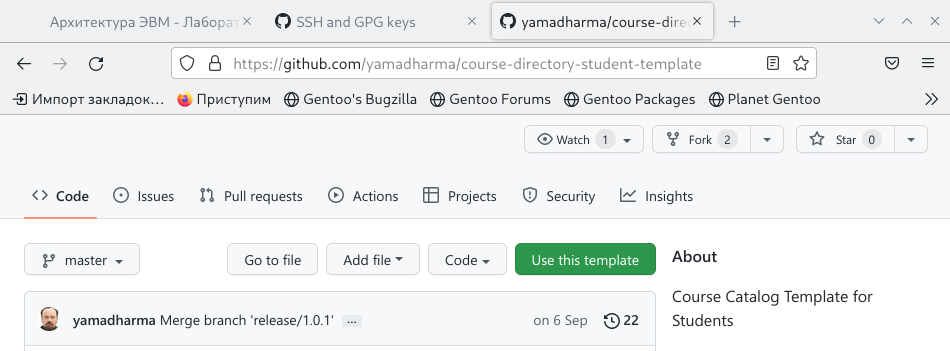 Архитектура ЭВМ - Лаборат
SSH and GPG keys
yamadharma/course-dire
https://github.com/yamadharma/course-directory-student-template
Импорт закладок…
Приступим
Gentoo's Bugzilla
Gentoo Forums
Gentoo Packages
Planet Gentoo
Watch 1
Fork 2
Star 0
Code
Issues
Pull requests
Actions
Projects
Security
Insights
master
Go to file
Add file
Code
Use this template
About
Course Catalog Template for
Students
yamadharma Merge branch 'release/1.0.1' ...
on 6 Sep
22